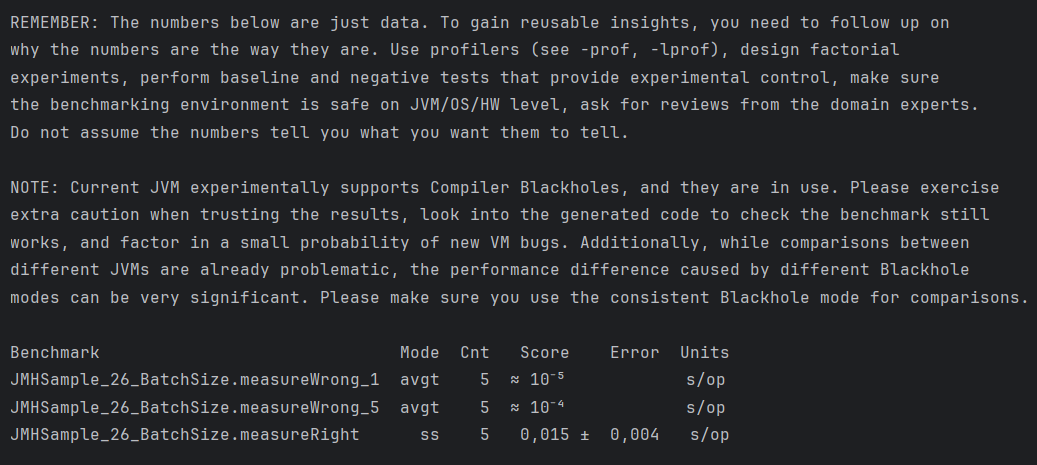 REMEMBER: The numbers below are just data. To gain reusable insights, you need to follow up on
why the numbers are the way they are. Use profilers (see -prof, -lprof), design factorial
experiments, perform baseline and negative tests that provide experimental control, make sure
the benchmarking environment is safe on JVM/OS/HW level, ask for reviews from the domain experts.
Do not assume the numbers tell you what you want them to tell.
NOTE: Current JVM experimentally supports Compiler Blackholes, and they are in use. Please exercise
extra caution when trusting the results, look into the generated code to check the benchmark still
works, and factor in a small probability of new VM bugs. Additionally, while comparisons between
different JVMs are already problematic, the performance difference caused by different Blackhole
modes can be very significant. Please make sure you use the consistent Blackhole mode for comparisons.
Benchmark Mode Cnt Score Error Units
JMHSample_26_BatchSize.measureWrong_1 avgt 5 ≈ 10⁻⁵ s/op
JMHSample_26_BatchSize.measureWrong_5 avgt 5 ≈ 10⁻⁴ s/op
JMHSample_26_BatchSize.measureRight ss 5 0,015 ± 0,004 s/op